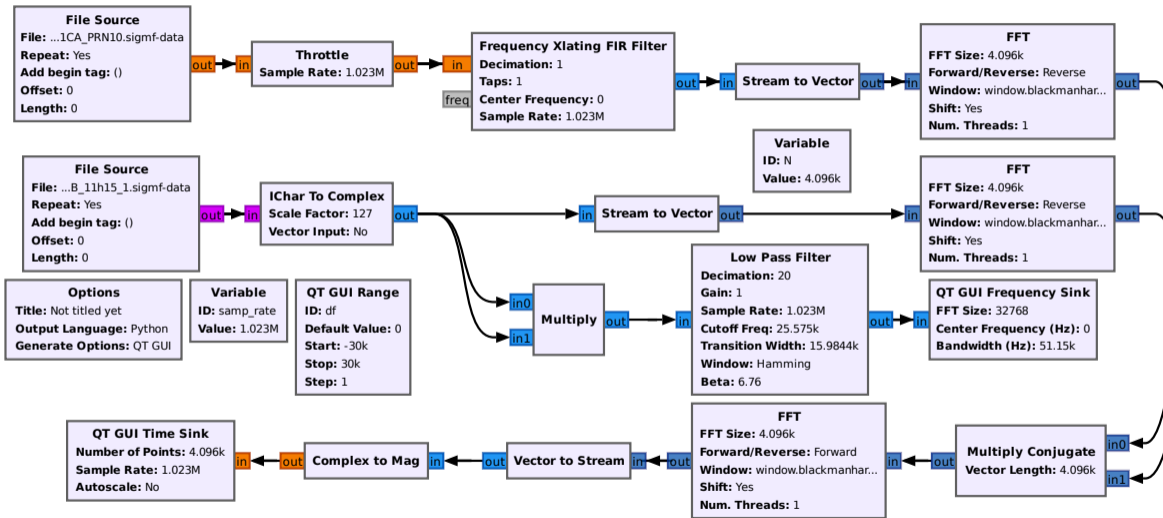 File Source
File: ...1CA_PRN10.sigmf-data
Repeat: Yes
Add begin tag: ()
Offset: 0
Length: 0
out
in
Throttle
Sample Rate: 1.023M
out
in
freq
Frequency Xlating FIR Filter
Decimation: 1
Taps: 1
Center Frequency: 0
Sample Rate: 1.023M
out
in
Stream to Vector
out
in
FFT
FFT Size: 4.096k
Forward/Reverse: Reverse
Window: window.blackmanhar...
Shift: Yes
Num. Threads: 1
out
Variable
ID: N
Value: 4.096k
File Source
File: ...B_11h15_1.sigmf-data
Repeat: Yes
Add begin tag: ()
Offset: 0
Length: 0
out
in
IChar To Complex
Scale Factor: 127
Vector Input: No
out
in
Stream to Vector
out
in
FFT
FFT Size: 4.096k
Forward/Reverse: Reverse
Window: window.blackmanhar...
Shift: Yes
Num. Threads: 1
out
Options
Title: Not titled yet
Output Language: Python
Generate Options: QT GUI
Variable
ID: samp_rate
Value: 1.023M
QT GUI Range
ID: df
Default Value: 0
Start: -30k
Stop: 30k
Step: 1
in0
in1
Multiply
out
in
Low Pass Filter
Decimation: 20
Gain: 1
Sample Rate: 1.023M
Cutoff Freq: 25.575k
Transition Width: 15.9844k
Window: Hamming
Beta: 6.76
out
in
QT GUI Frequency Sink
FFT Size: 32768
Center Frequency (Hz): 0
Bandwidth (Hz): 51.15k
QT GUI Time Sink
Number of Points: 4.096k
Sample Rate: 1.023M
Autoscale: No
in
out
Complex to Mag
in
out
Vector to Stream
in
out
FFT
FFT Size: 4.096k
Forward/Reverse: Forward
Window: window.blackmanhar...
Shift: Yes
Num. Threads: 1
in
out
Multiply Conjugate
Vector Length: 4.096k
in0
in1